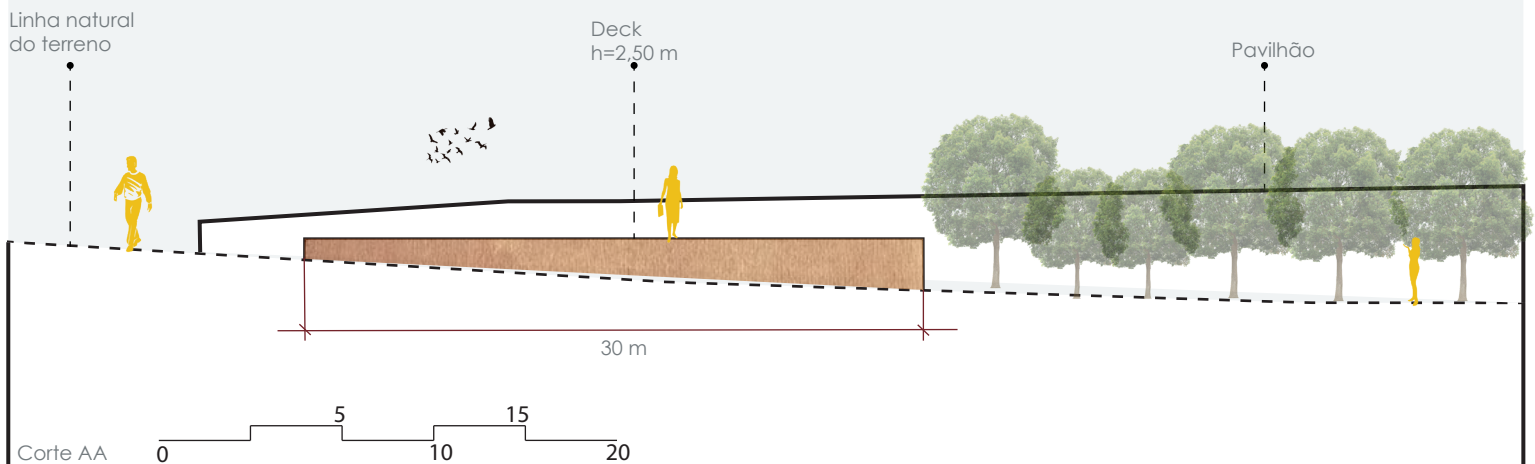 Linha natural
do terreno
Deck
h=2,50 m
Pavilhão
30 m
5
15
Corte AA
0
10
20